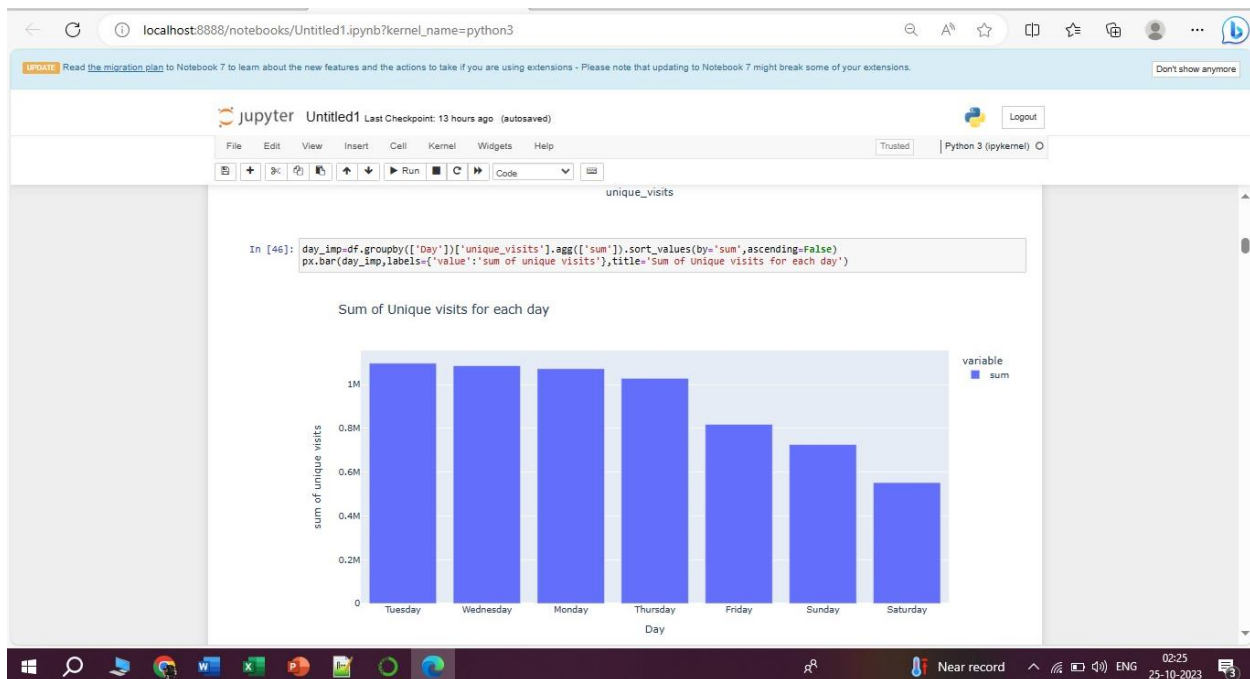 localhost:8888/notebooks/Untitled1.ipynb?kernel_name=python3
UPDATE Read the migration plan to Notebook 7 to learn about the new features and the actions to take if you are using extensions - Please note that updating to Notebook 7 might break some of your extensions.
Don't show anymore
jupyter Untitled1 Last Checkpoint: 13 hours ago (autosaved)
Logout
File Edit View Insert Cell Kernel Widgets Help
Trusted
Python 3 (ipykernel)
Run
Code
unique_visits
In [46]: day_imp=df.groupby(['Day'])['unique_visits'].agg(['sum']).sort_values(by='sum',ascending=False)
px.bar(day_imp,labels={'value':'sum of unique visits'},title='Sum of Unique visits for each day')
Sum of Unique visits for each day
variable
sum
1M
0.8M
0.6M
0.4M
0.2M
0
sum of unique visits
Tuesday Wednesday Monday Thursday Friday Sunday Saturday
Day
Near record
ENG
02:25
25-10-2023
3